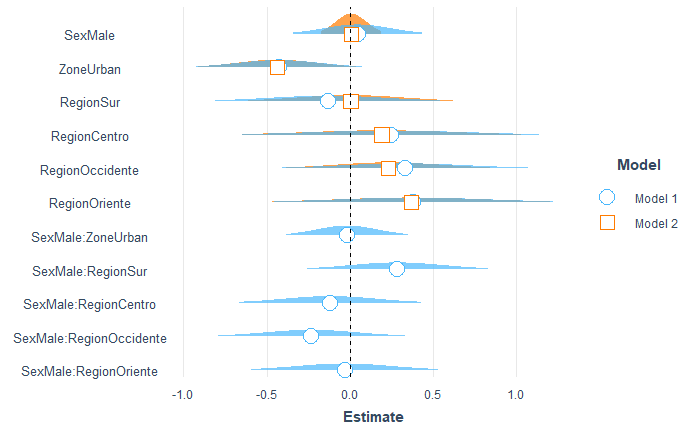 SexMale
ZoneUrban
RegionSur
RegionCentro
RegionOccidente
RegionOriente
SexMale:ZoneUrban
SexMale:RegionSur
SexMale:RegionCentro
SexMale:RegionOccidente
SexMale:RegionOriente
-1.0 -0.5 0.0 0.5 1.0
Estimate
Model
Model 1
Model 2